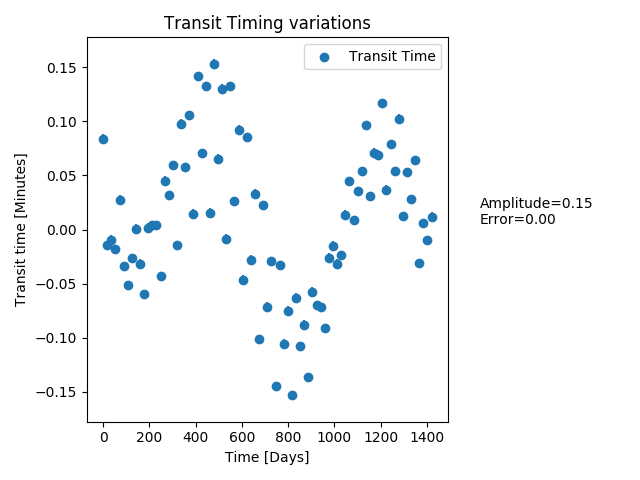 Transit Timing variations
Transit Time
0.15
0.10
0.05
0.00
−0.05
−0.10
−0.15
Transit time [Minutes]
0
200
400
600
800
1000
1200
1400
Time [Days]
Amplitude=0.15
Error=0.00